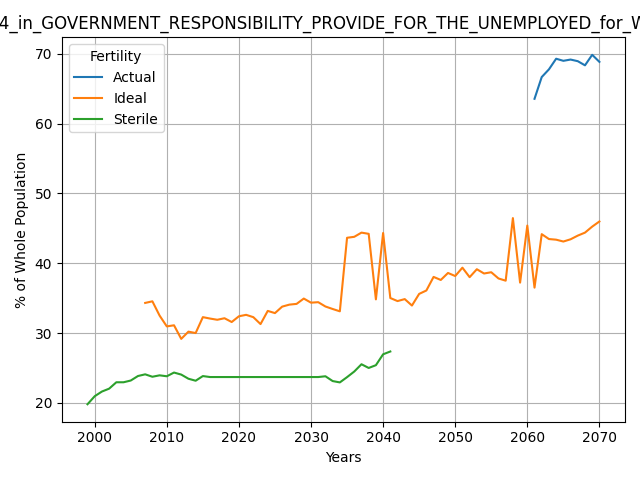 4_in_GOVERNMENT_RESPONSIBILITY_PROVIDE_FOR_THE_UNEMPLOYED_for_W
Fertility
Actual
Ideal
Sterile
% of Whole Population
70
60
50
40
30
20
2000 2010 2020 2030 2040 2050 2060 2070
Years